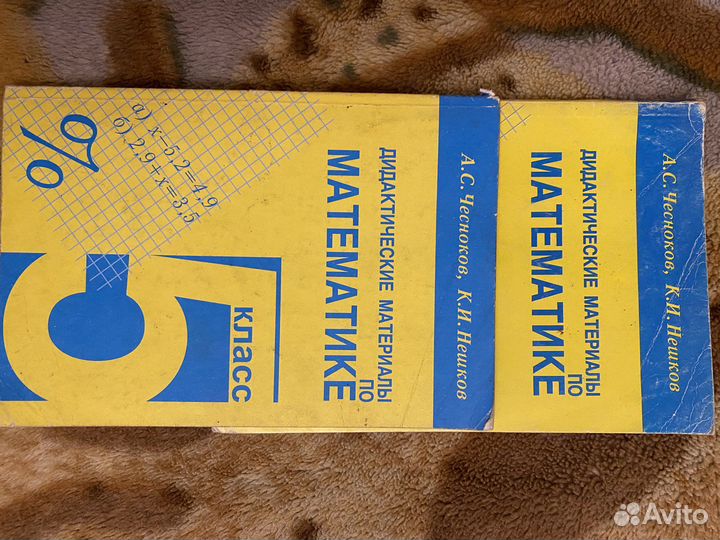 А.С. Чесноков, К.И. Нешков
ДИДАКТИЧЕСКИЕ МАТЕРИАЛЫ
ПО
МАТЕМАТИКЕ
а) x−5,2=4,9
б) 2,9+x=3,5
%
5
класс
А.С. Чесноков, К.И. Нешков
ДИДАКТИЧЕСКИЕ МАТЕРИАЛЫ
ПО
МАТЕМАТИКЕ
Avito